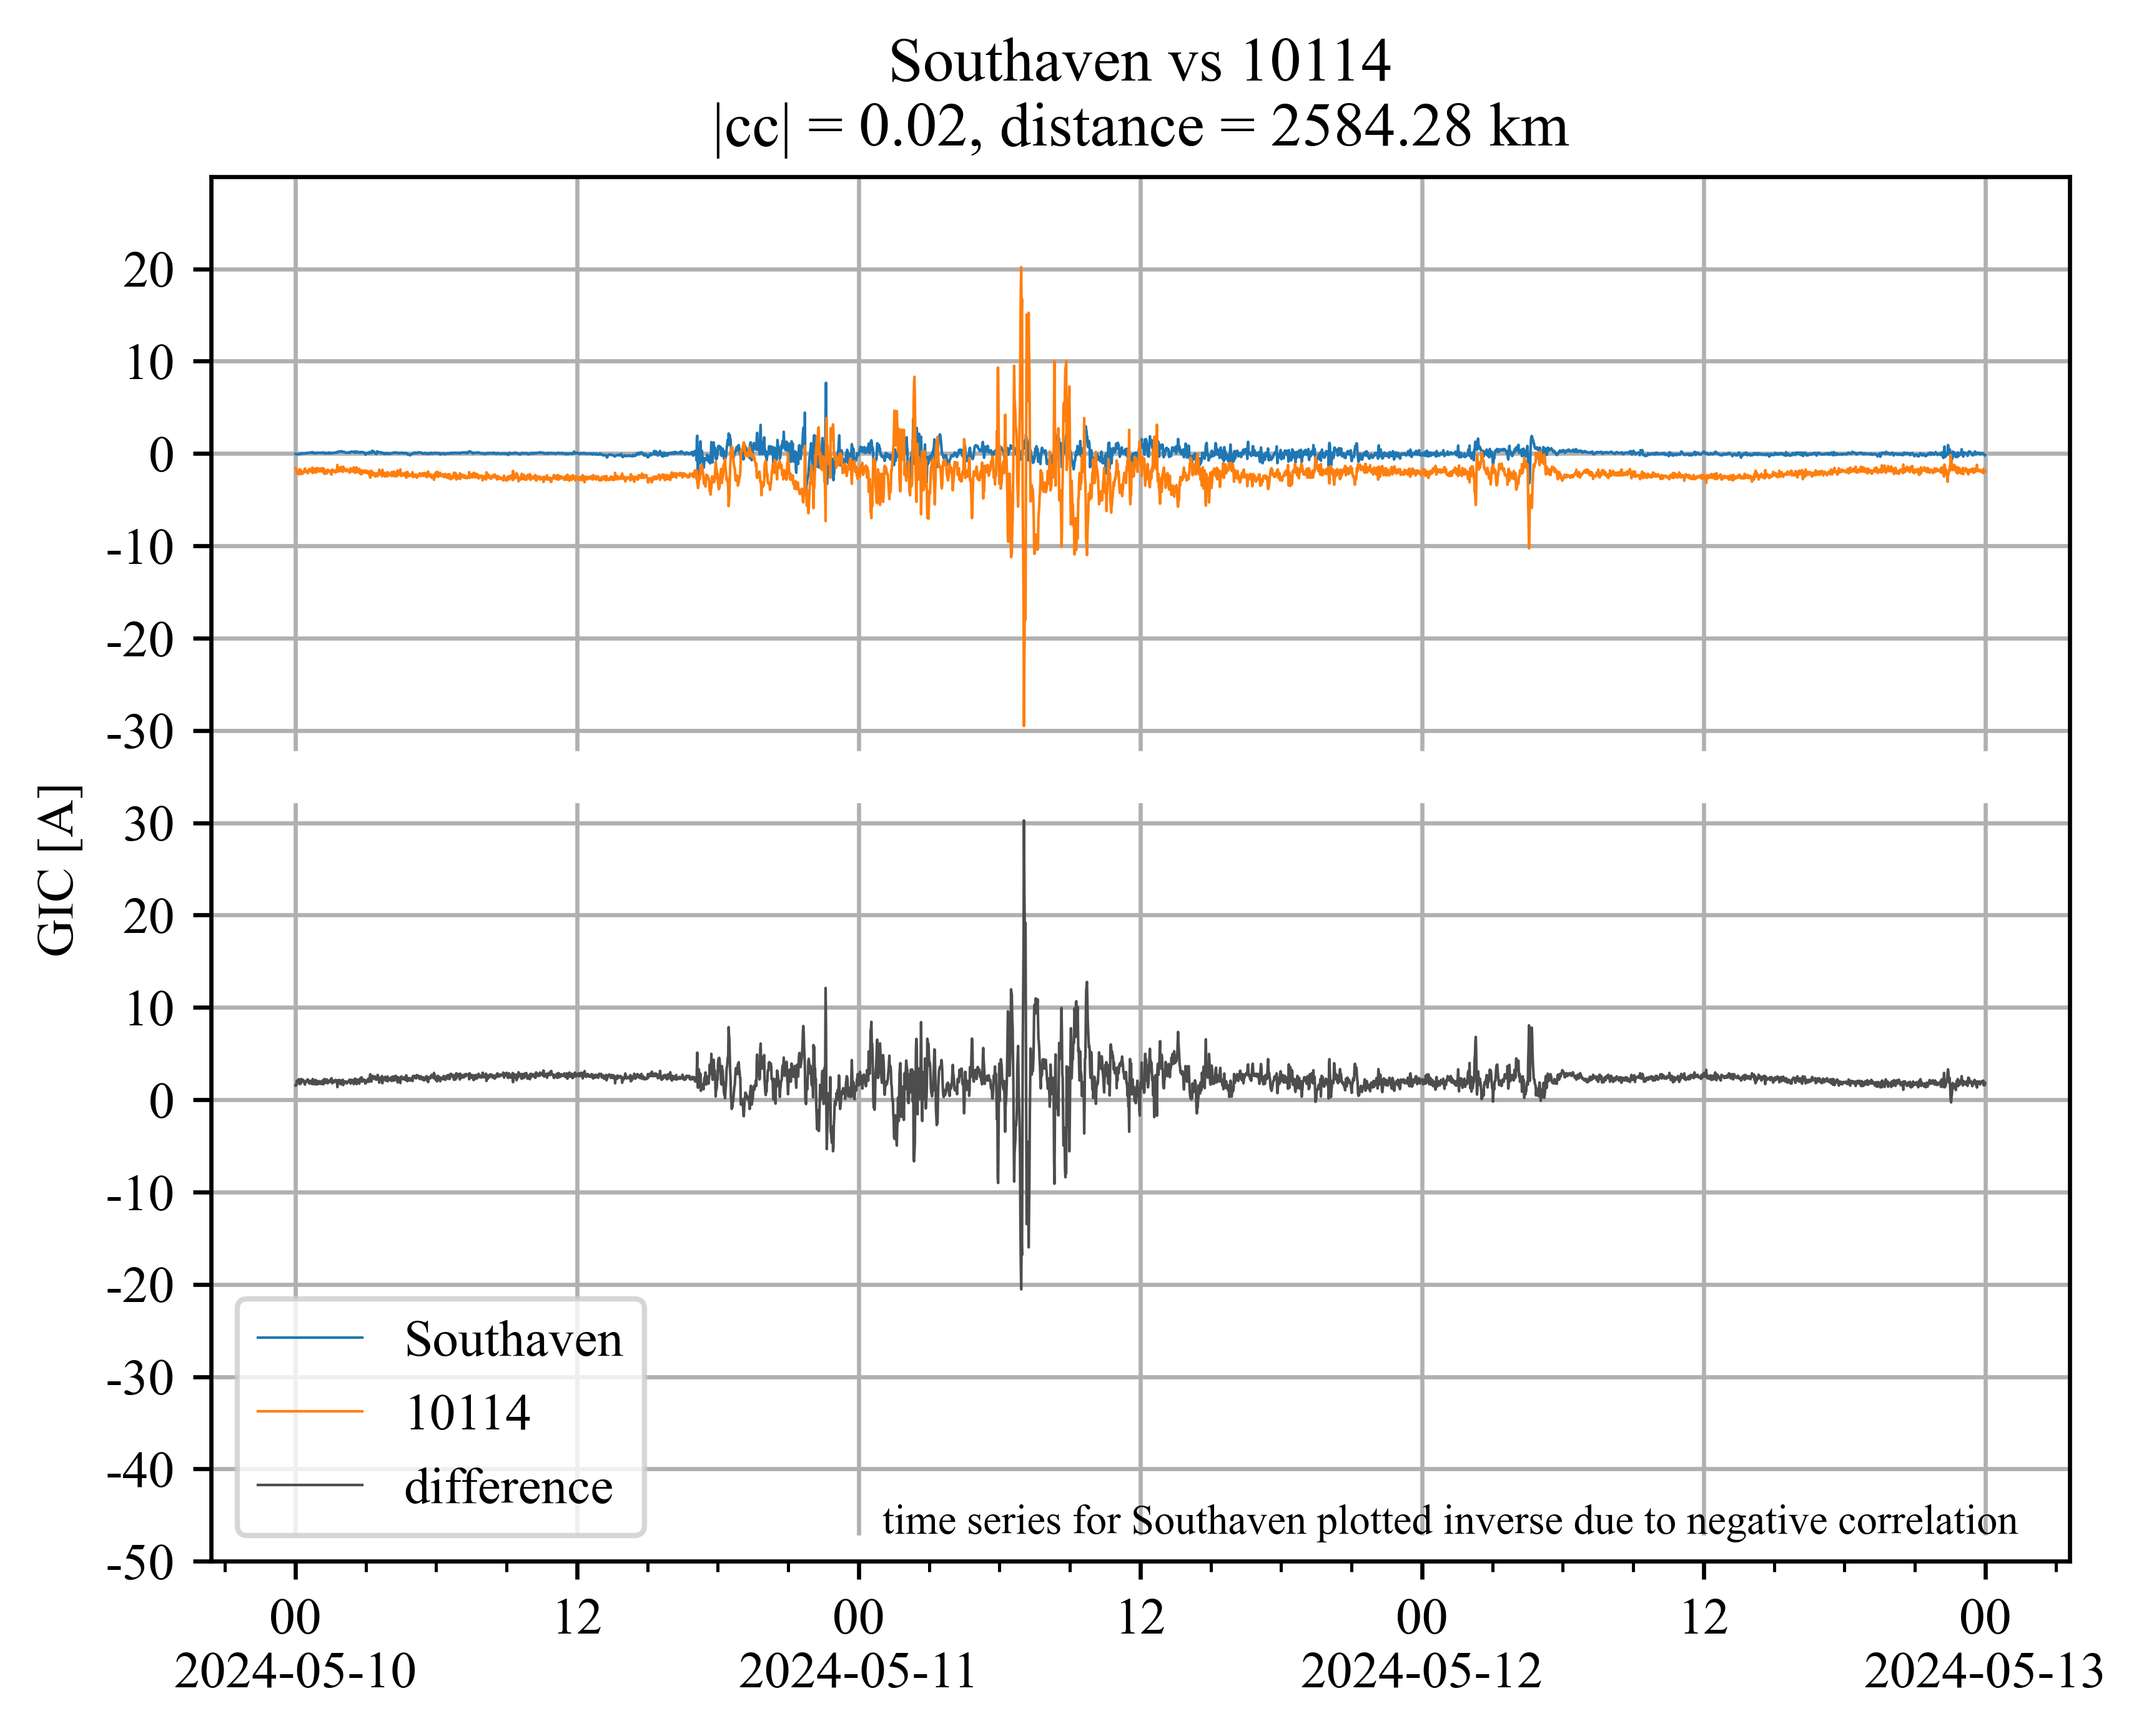 Southaven vs 10114
|cc| = 0.02, distance = 2584.28 km
20
10
0
-10
-20
-30
30
20
10
0
-10
-20
-30
-40
-50
GIC [A]
Southaven
10114
difference
time series for Southaven plotted inverse due to negative correlation
00 12 00 12 00 12 00
2024-05-10 2024-05-11 2024-05-12 2024-05-13